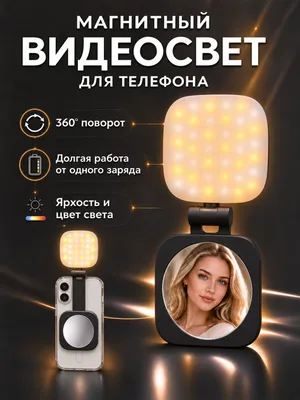 МАГНИТНЫЙ
ВИДЕОСВЕТ
ДЛЯ ТЕЛЕФОНА
360° поворот
Долгая работа
от одного заряда
Яркость и
цвет света